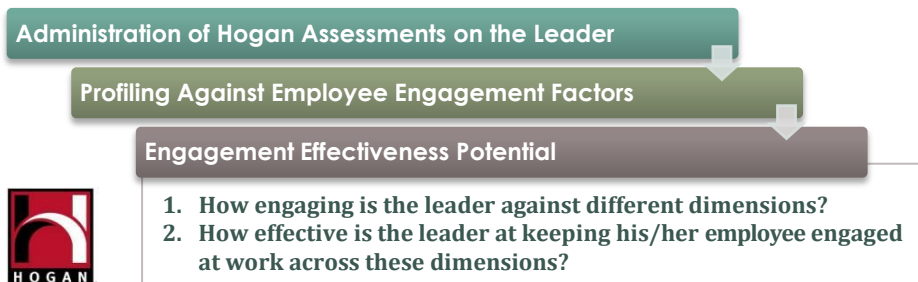 Administration of Hogan Assessments on the Leader
Profiling Against Employee Engagement Factors
Engagement Effectiveness Potential
1. How engaging is the leader against different dimensions?
2. How effective is the leader at keeping his/her employee engaged
at work across these dimensions?
HOGAN